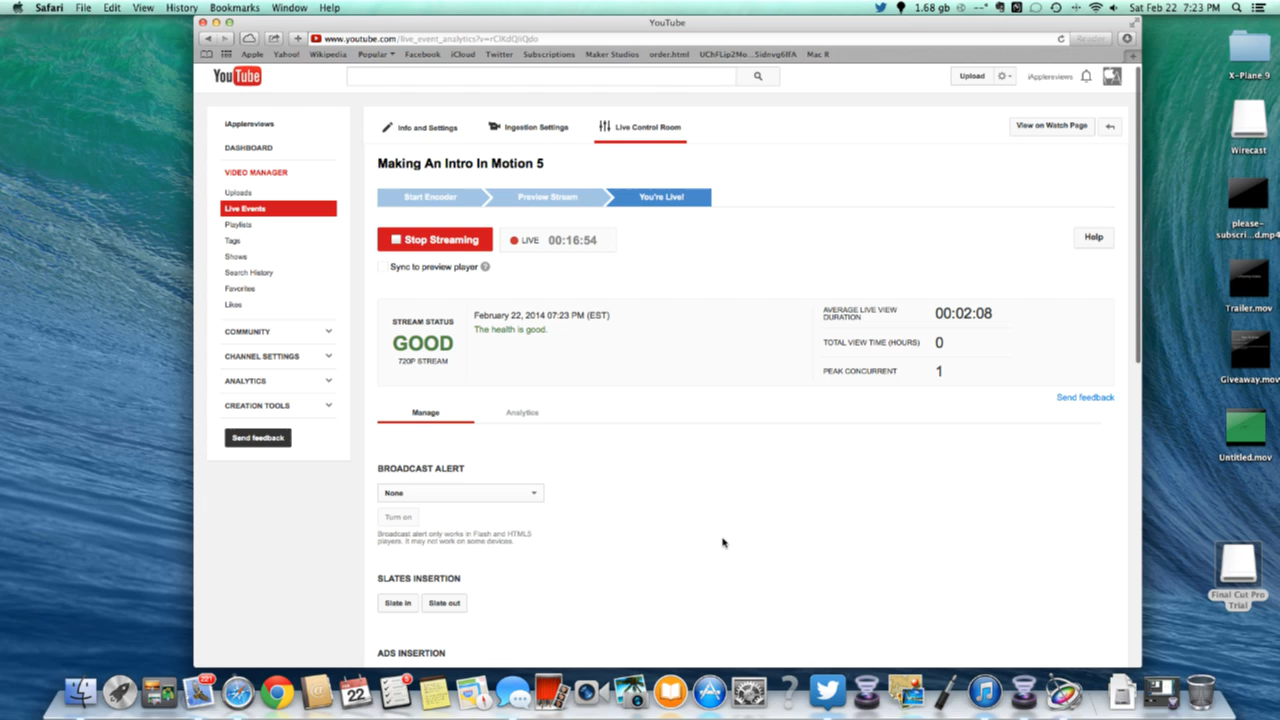 Safari File Edit View History Bookmarks Window Help
1.68 gb
Sat Feb 22 7:23 PM
YouTube
www.youtube.com/live_event_analytics?v=rCIKdQliQdo
Reader
Apple Yahoo! Wikipedia Popular Facebook iCloud Twitter Subscriptions Maker Studios order.html Mac R
YouTube
Upload
iApplereviews
iApplereviews
DASHBOARD
VIDEO MANAGER
Uploads
Live Events
Playlists
Tags
Shows
Search History
Favorites
Likes
COMMUNITY
CHANNEL SETTINGS
ANALYTICS
CREATION TOOLS
Send feedback
Info and Settings
Ingestion Settings
Live Control Room
View on Watch Page
Making An Intro In Motion 5
Start Encoder
Preview Stream
You're Live!
Stop Streaming
LIVE 00:16:54
Help
Sync to preview player ?
STREAM STATUS
GOOD
720P STREAM
February 22, 2014 07:23 PM (EST)
The health is good.
AVERAGE LIVE VIEW
DURATION
00:02:08
TOTAL VIEW TIME (HOURS) 0
PEAK CONCURRENT 1
Send feedback
Manage
Analytics
BROADCAST ALERT
None
Turn on
Broadcast alert only works in Flash and HTML5
players. It may not work on some devices.
SLATES INSERTION
Slate in
Slate out
ADS INSERTION
X-Plane 9
Wirecast
please-
subscri...d.mp4
Trailer.mov
Giveaway.mov
Untitled.mov
Final Cut Pro
Trial
221
22